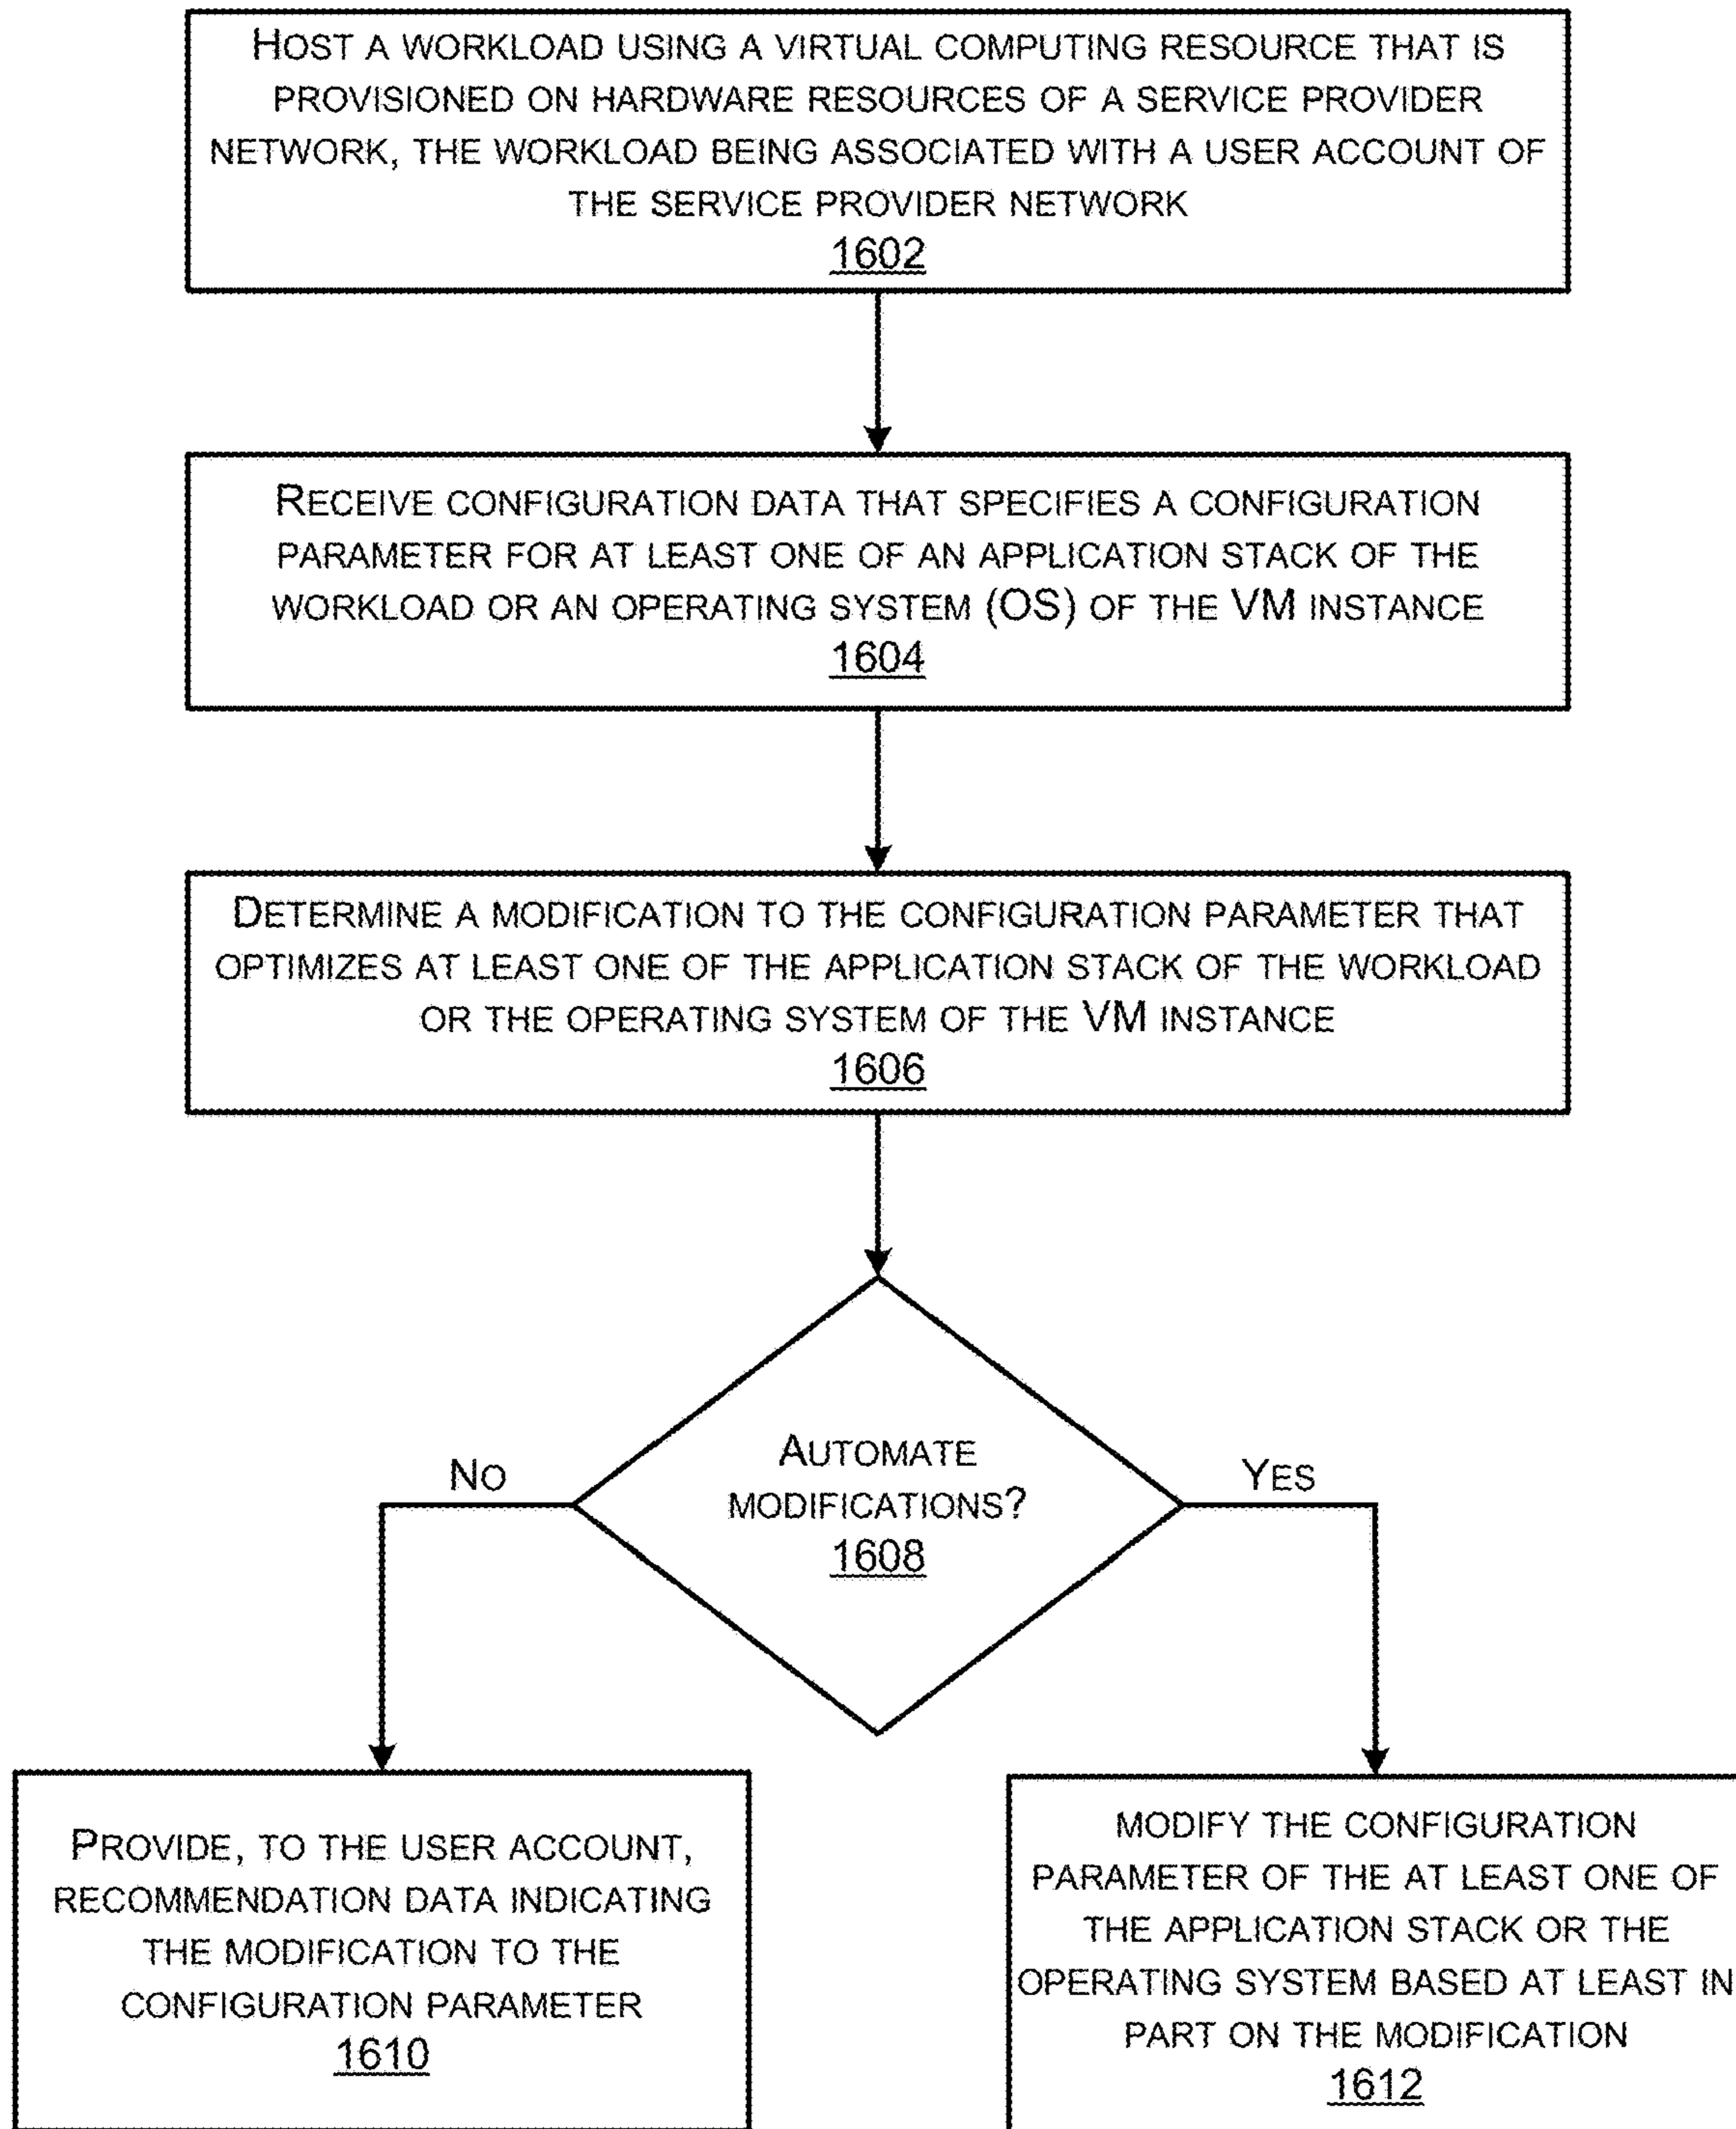 HOST A WORKLOAD USING A VIRTUAL COMPUTING RESOURCE THAT IS
PROVISIONED ON HARDWARE RESOURCES OF A SERVICE PROVIDER
NETWORK, THE WORKLOAD BEING ASSOCIATED WITH A USER ACCOUNT OF
THE SERVICE PROVIDER NETWORK
1602
RECEIVE CONFIGURATION DATA THAT SPECIFIES A CONFIGURATION
PARAMETER FOR AT LEAST ONE OF AN APPLICATION STACK OF THE
WORKLOAD OR AN OPERATING SYSTEM (OS) OF THE VM INSTANCE
1604
DETERMINE A MODIFICATION TO THE CONFIGURATION PARAMETER THAT
OPTIMIZES AT LEAST ONE OF THE APPLICATION STACK OF THE WORKLOAD
OR THE OPERATING SYSTEM OF THE VM INSTANCE
1606
AUTOMATE
MODIFICATIONS?
1608
NO
YES
PROVIDE, TO THE USER ACCOUNT,
RECOMMENDATION DATA INDICATING
THE MODIFICATION TO THE
CONFIGURATION PARAMETER
1610
MODIFY THE CONFIGURATION
PARAMETER OF THE AT LEAST ONE OF
THE APPLICATION STACK OR THE
OPERATING SYSTEM BASED AT LEAST IN
PART ON THE MODIFICATION
1612